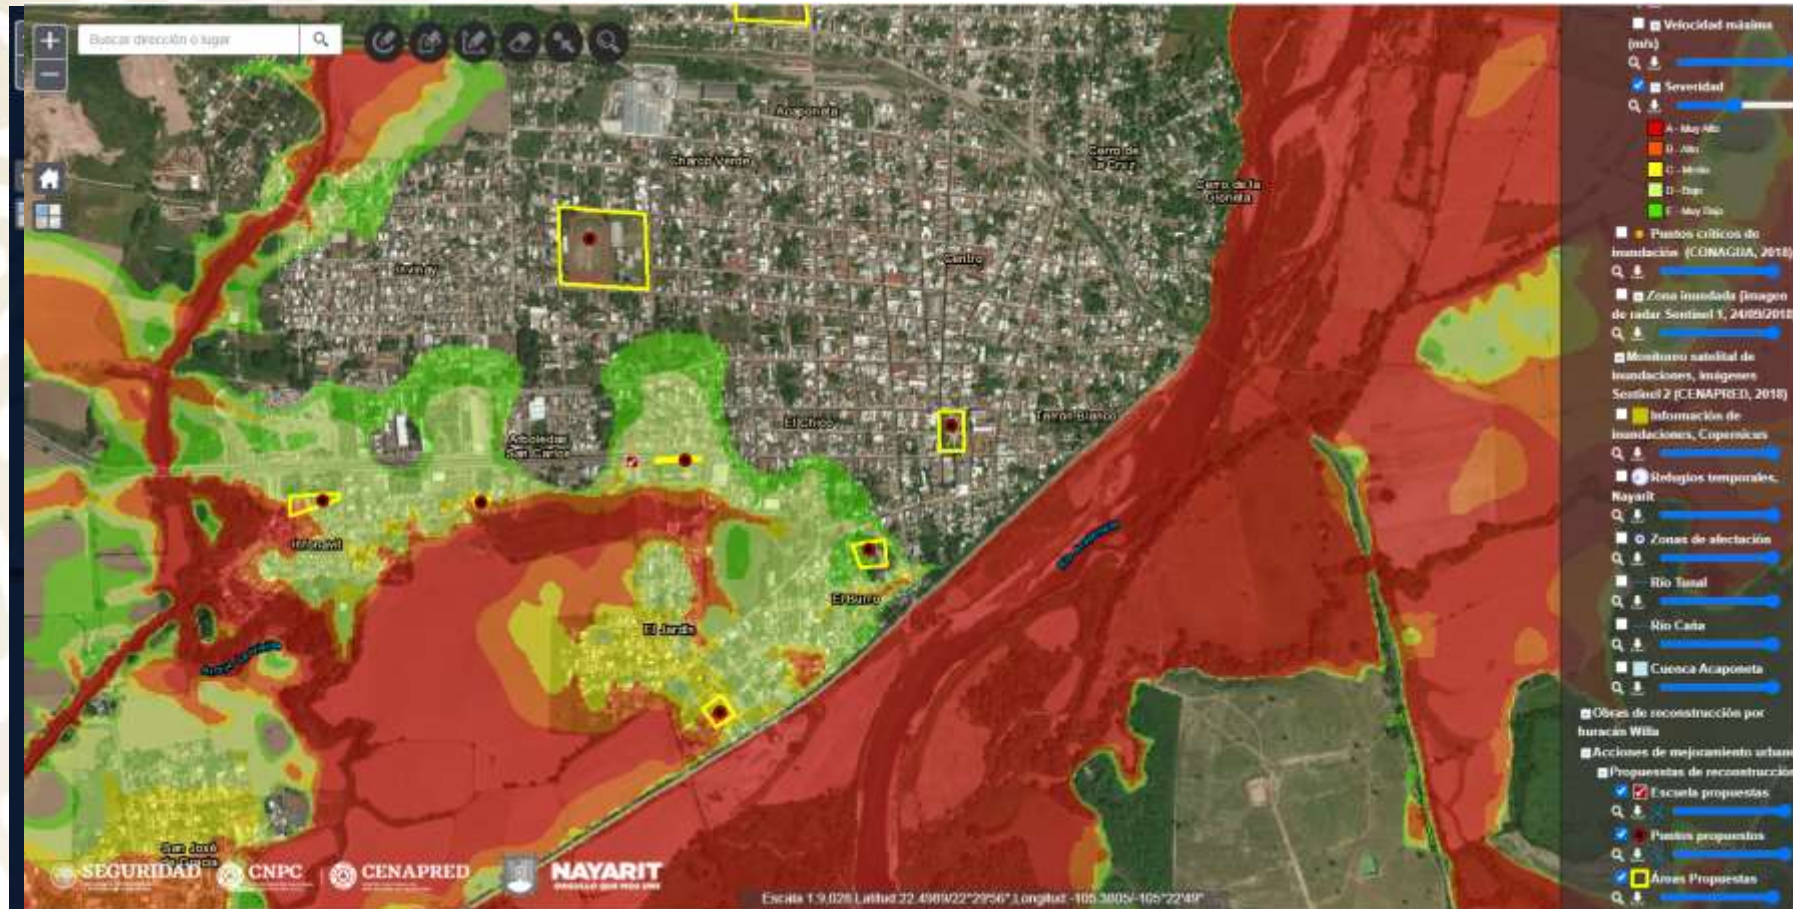 Buscar dirección o lugar
Acaponeta
Charco Verde
Cerro de
La Cruz
Cerro de la
Glorieta
Centro
El Chico
Arboledas
San Carlos
Infonavit
El Jardín
El Burro
San José
de Gracia
SEGURIDAD
CNPC
CENAPRED
NAYARIT
Velocidad máxima
(m/s)
Severidad
A - Muy Alto
B - Alto
C - Medio
D - Bajo
E - Muy Bajo
Puntos críticos de
inundación (CONAGUA, 2018)
Zona inundada (imagen
de radar Sentinel 1, 24/09/2018
Monitoreo satelital de
inundaciones, imágenes
Sentinel 2 (CENAPRED, 2018)
Información de
inundaciones, Copernicus
Refugios temporales,
Nayarit
Zonas de afectación
Río Tunal
Río Caña
Cuenca Acaponeta
Obras de reconstrucción por
huracán Willa
Acciones de mejoramiento urbano
Propuestas de reconstrucción
Escuela propuestas
Puntos propuestos
Áreas Propuestas